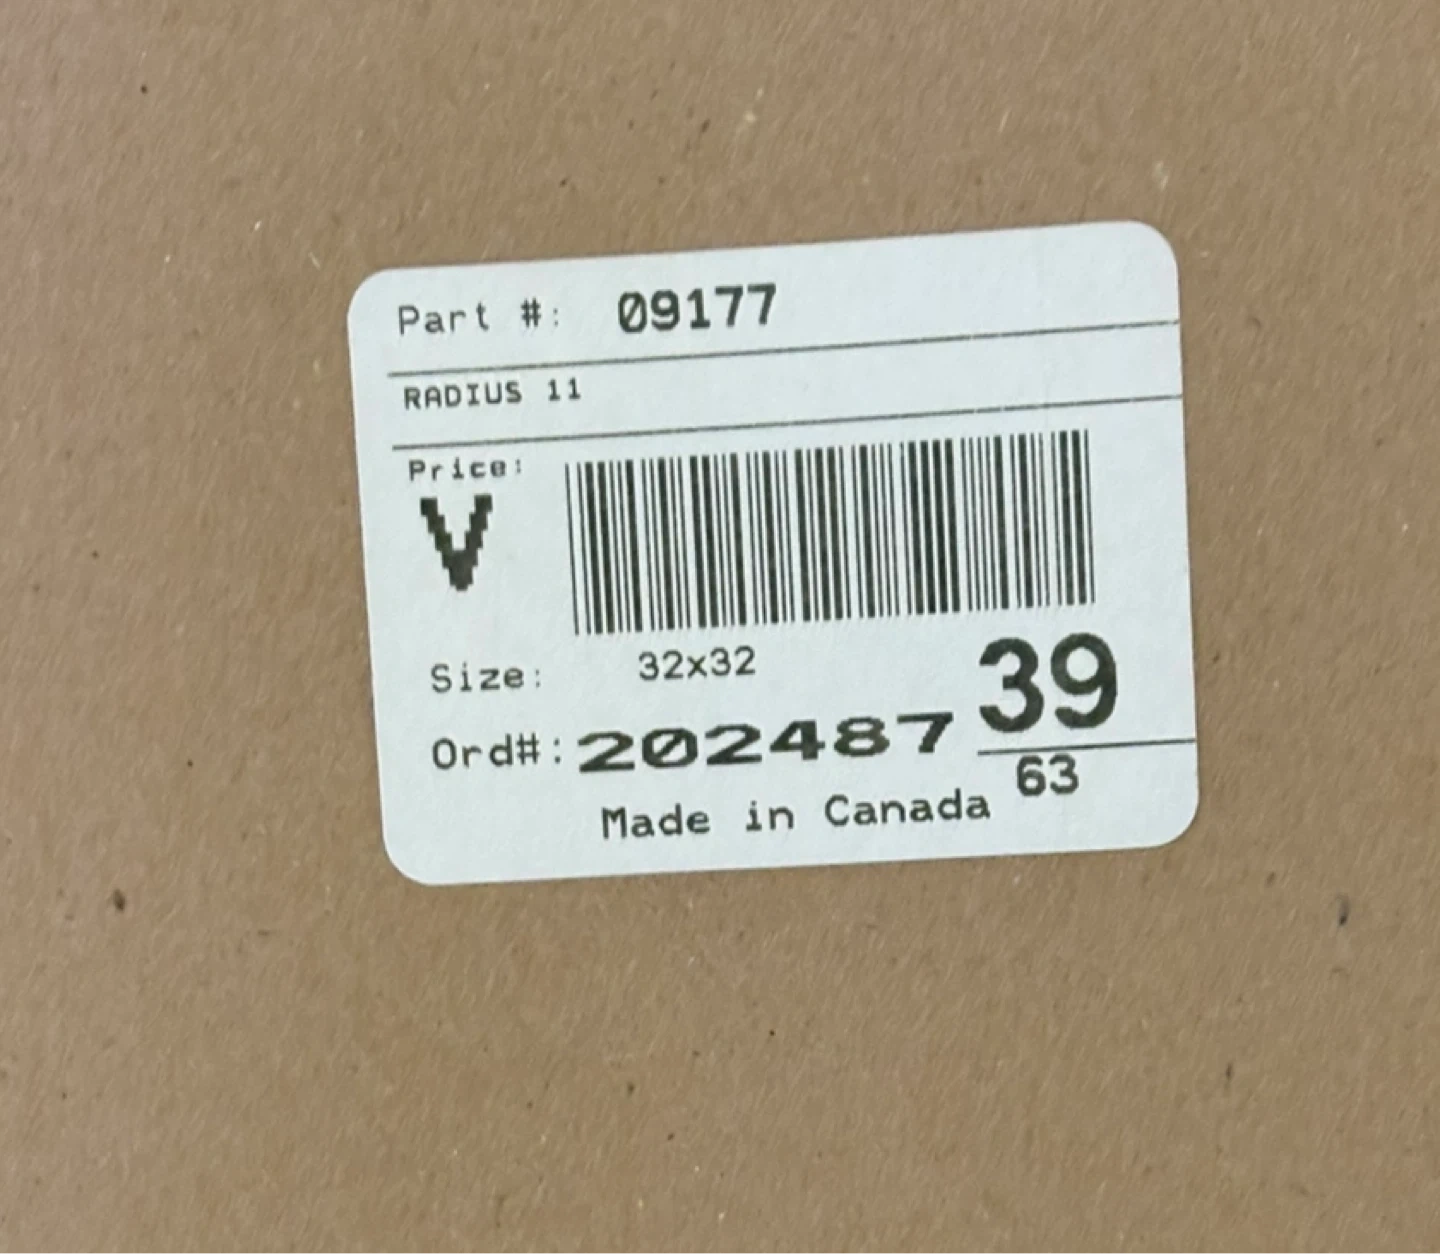 Part #: 09177
RADIUS 11
Price:
V
Size: 32x32
39
Ord#: 202487
63
Made in Canada